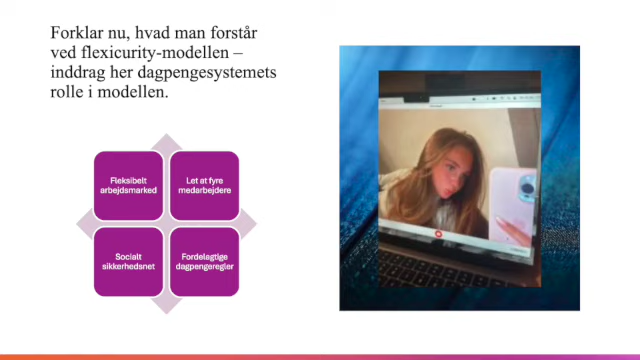 Forklar nu, hvad man forstår
ved flexicurity-modellen –
inddrag her dagpengesystemets
rolle i modellen.
Fleksibelt
arbejdsmarked
Let at fyre
medarbejdere
Socialt
sikkerhedsnet
Fordelagtige
dagpengeregler